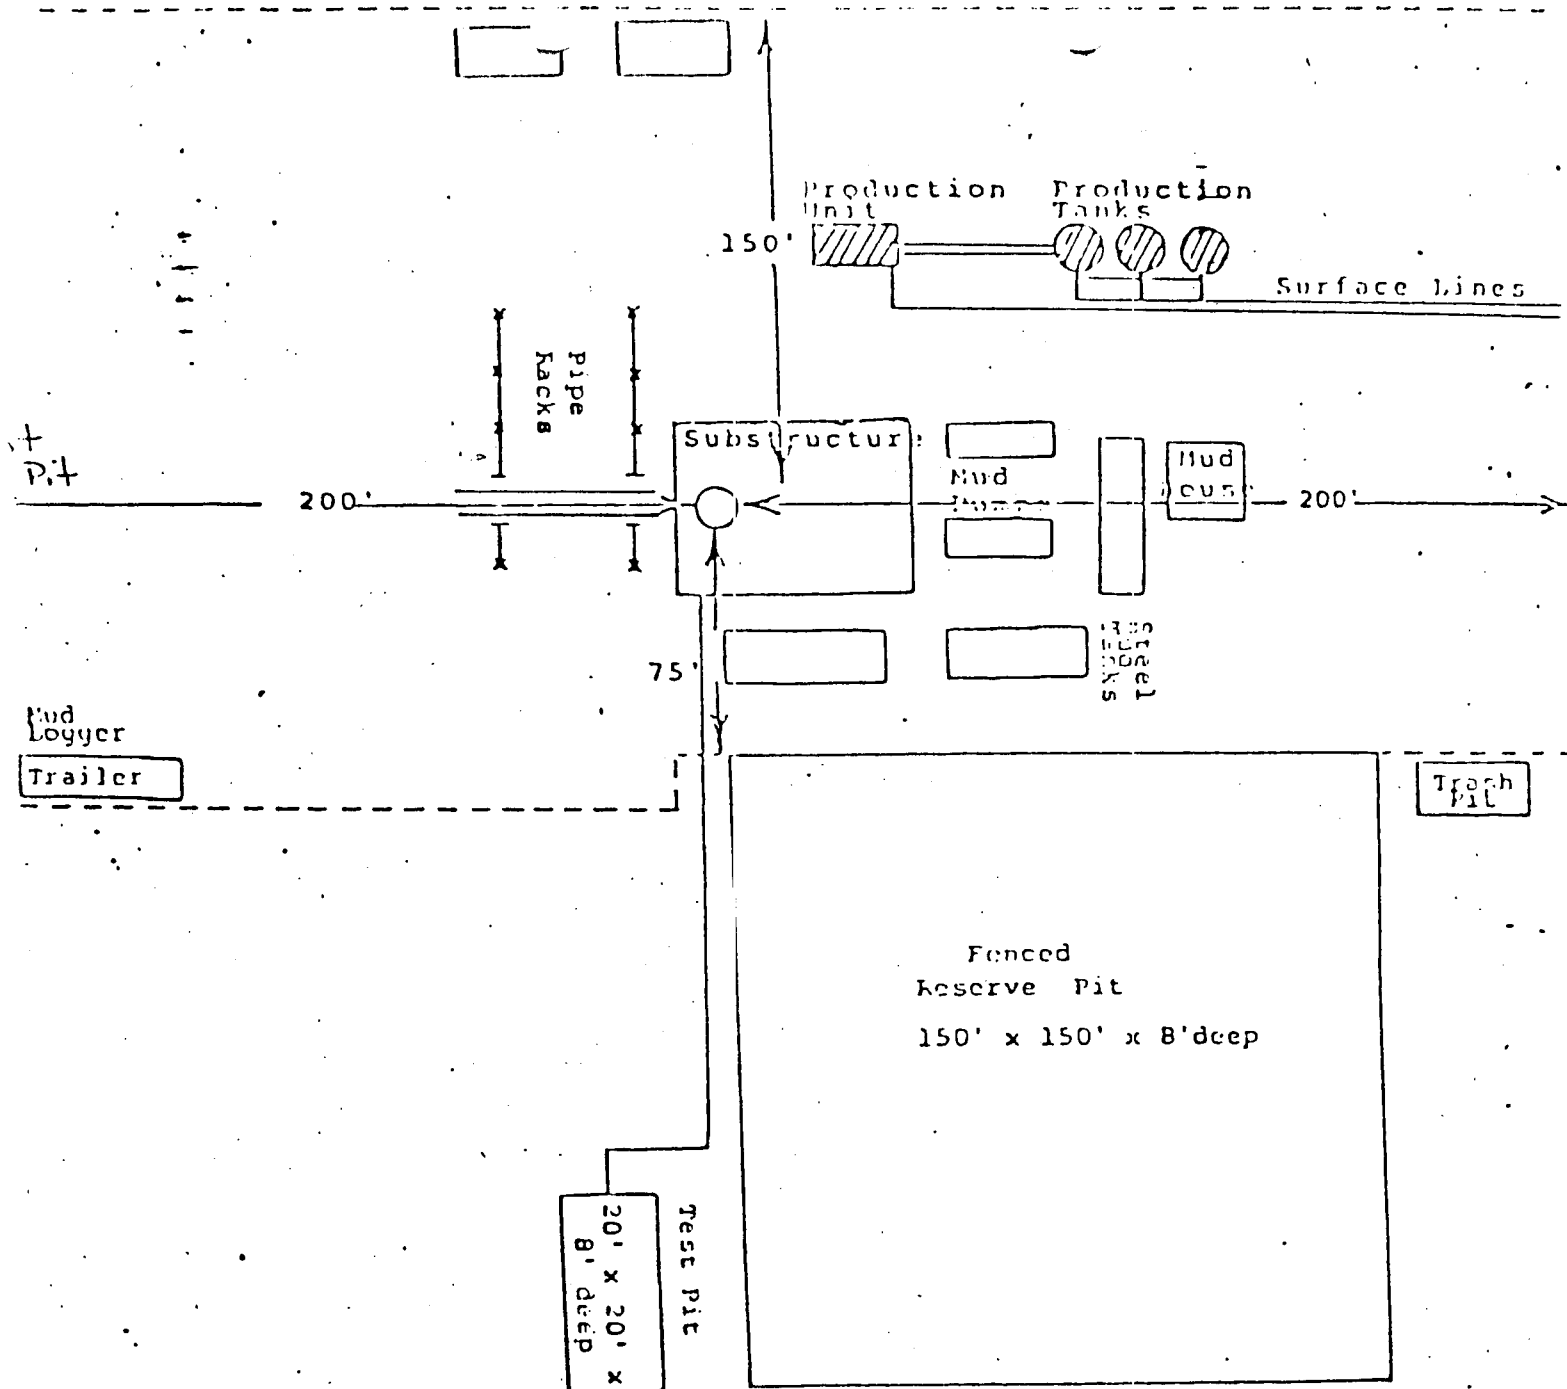 Production
Unit
Production
Tanks
150'
Surface Lines
Pipe
Racks
Substructure
Pit
200'
Mud
Mud
200'
75'
Steel
Mud
Logger
Trailer
Trash
Pit
Fenced
Reserve Pit
150' x 150' x 8'deep
Test Pit
20' x 20' x
8' deep